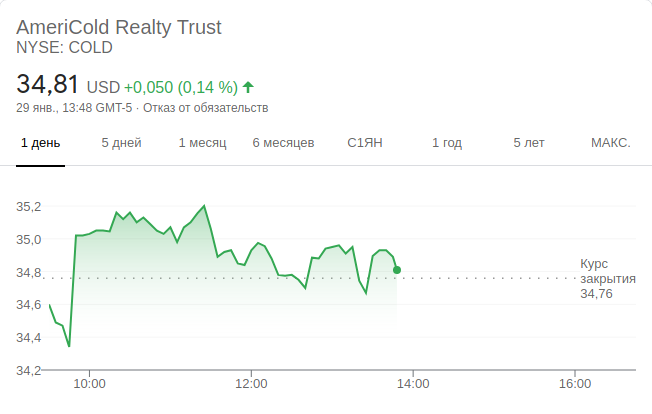 AmeriCold Realty Trust
NYSE: COLD
34,81 USD +0,050 (0,14 %)
29 янв., 13:48 GMT-5 · Отказ от обязательств
1 день 5 дней 1 месяц 6 месяцев С1ЯН 1 год 5 лет МАКС.
35,2
35,0
34,8
34,6
34,4
34,2
Курс
закрытия
34,76
10:00 12:00 14:00 16:00